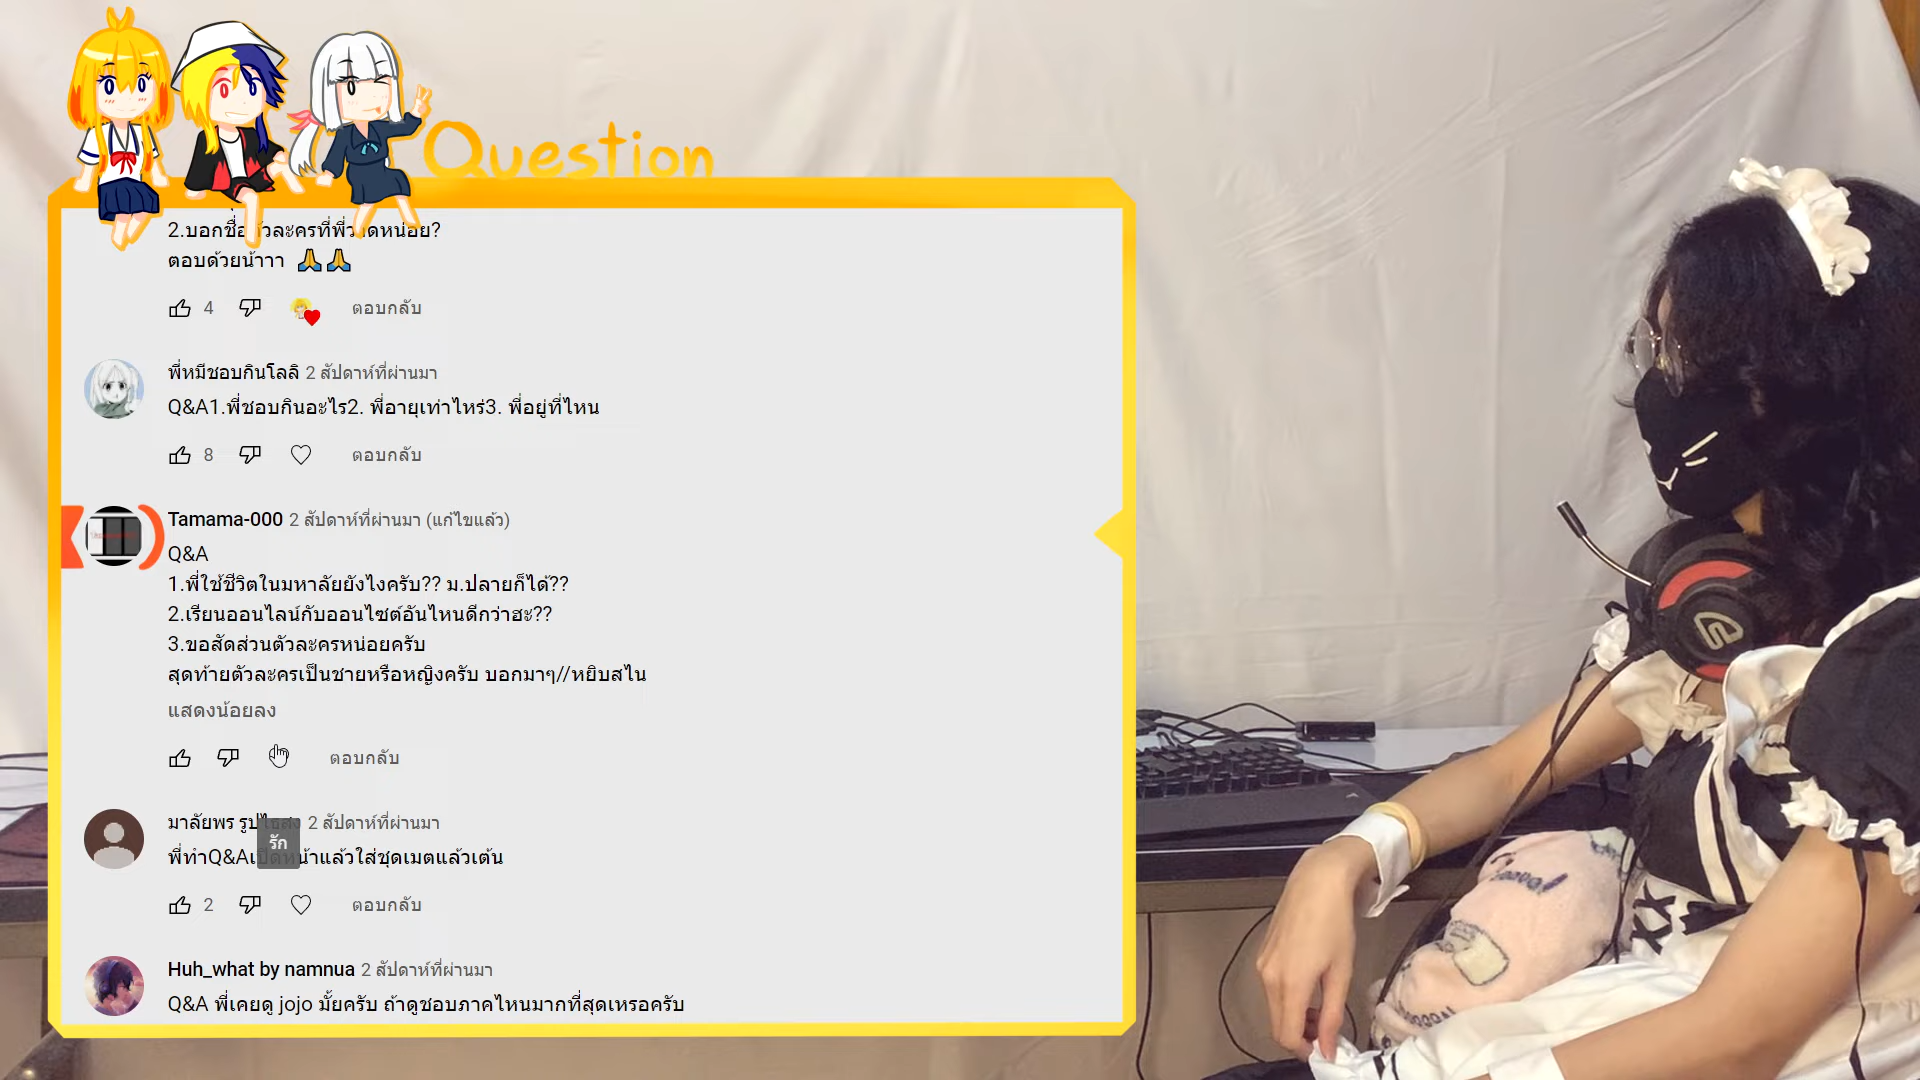 Question
2.บอกชื่อตัวละครที่พี่วาดหน่อย?
ตอบด้วยน้าาา 🙏🙏
4 ตอบกลับ
พี่หมีชอบกินโลลิ 2 สัปดาห์ที่ผ่านมา
Q&A1.พี่ชอบกินอะไร2. พี่อายุเท่าไหร่3. พี่อยู่ที่ไหน
8 ตอบกลับ
Tamama-000 2 สัปดาห์ที่ผ่านมา (แก้ไขแล้ว)
Q&A
1.พี่ใช้ชีวิตในมหาลัยยังไงครับ?? ม.ปลายก็ได้??
2.เรียนออนไลน์กับออนไซต์อันไหนดีกว่าฮะ??
3.ขอสัดส่วนตัวละครหน่อยครับ
สุดท้ายตัวละครเป็นชายหรือหญิงครับ บอกมาๆ//หยิบสไน
แสดงน้อยลง
ตอบกลับ
มาลัยพร 2 สัปดาห์ที่ผ่านมา
รัก
พี่ทำQ&Aเปิดหน้าแล้วใส่ชุดเมดแล้วเต้น
2 ตอบกลับ
Huh_what by namnua 2 สัปดาห์ที่ผ่านมา
Q&A พี่เคยดู jojo มั้ยครับ ถ้าดูชอบภาคไหนมากที่สุดเหรอครับ